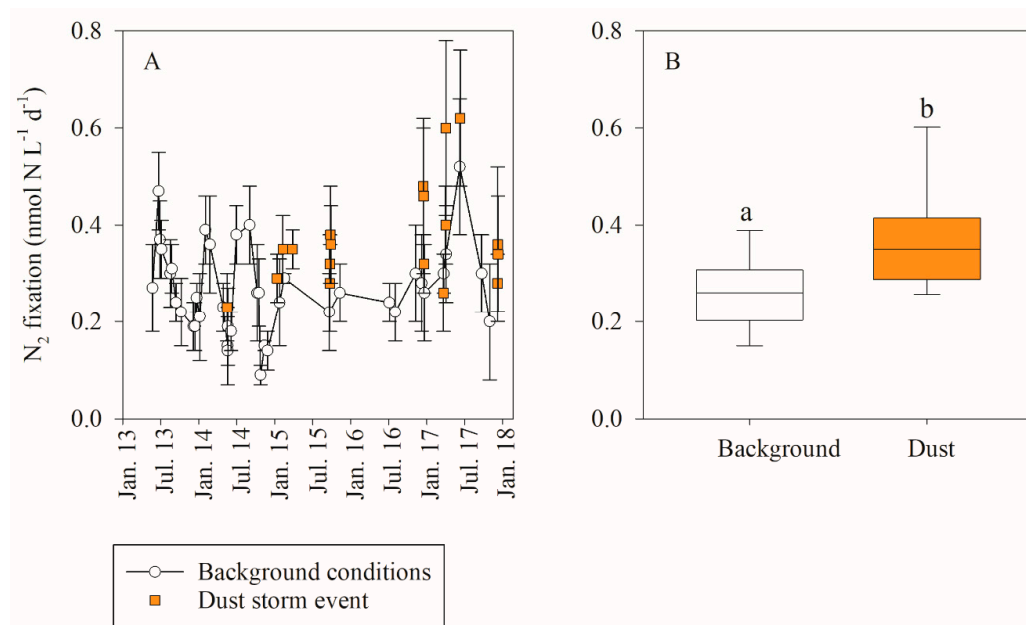 A
B
N₂ fixation (nmol N L⁻¹ d⁻¹)
0.8
0.6
0.4
0.2
0.0
Jan. 13
Jul. 13
Jan. 14
Jul. 14
Jan. 15
Jul. 15
Jan. 16
Jul. 16
Jan. 17
Jul. 17
Jan. 18
0.8
0.6
0.4
0.2
0.0
a
b
Background
Dust
Background conditions
Dust storm event